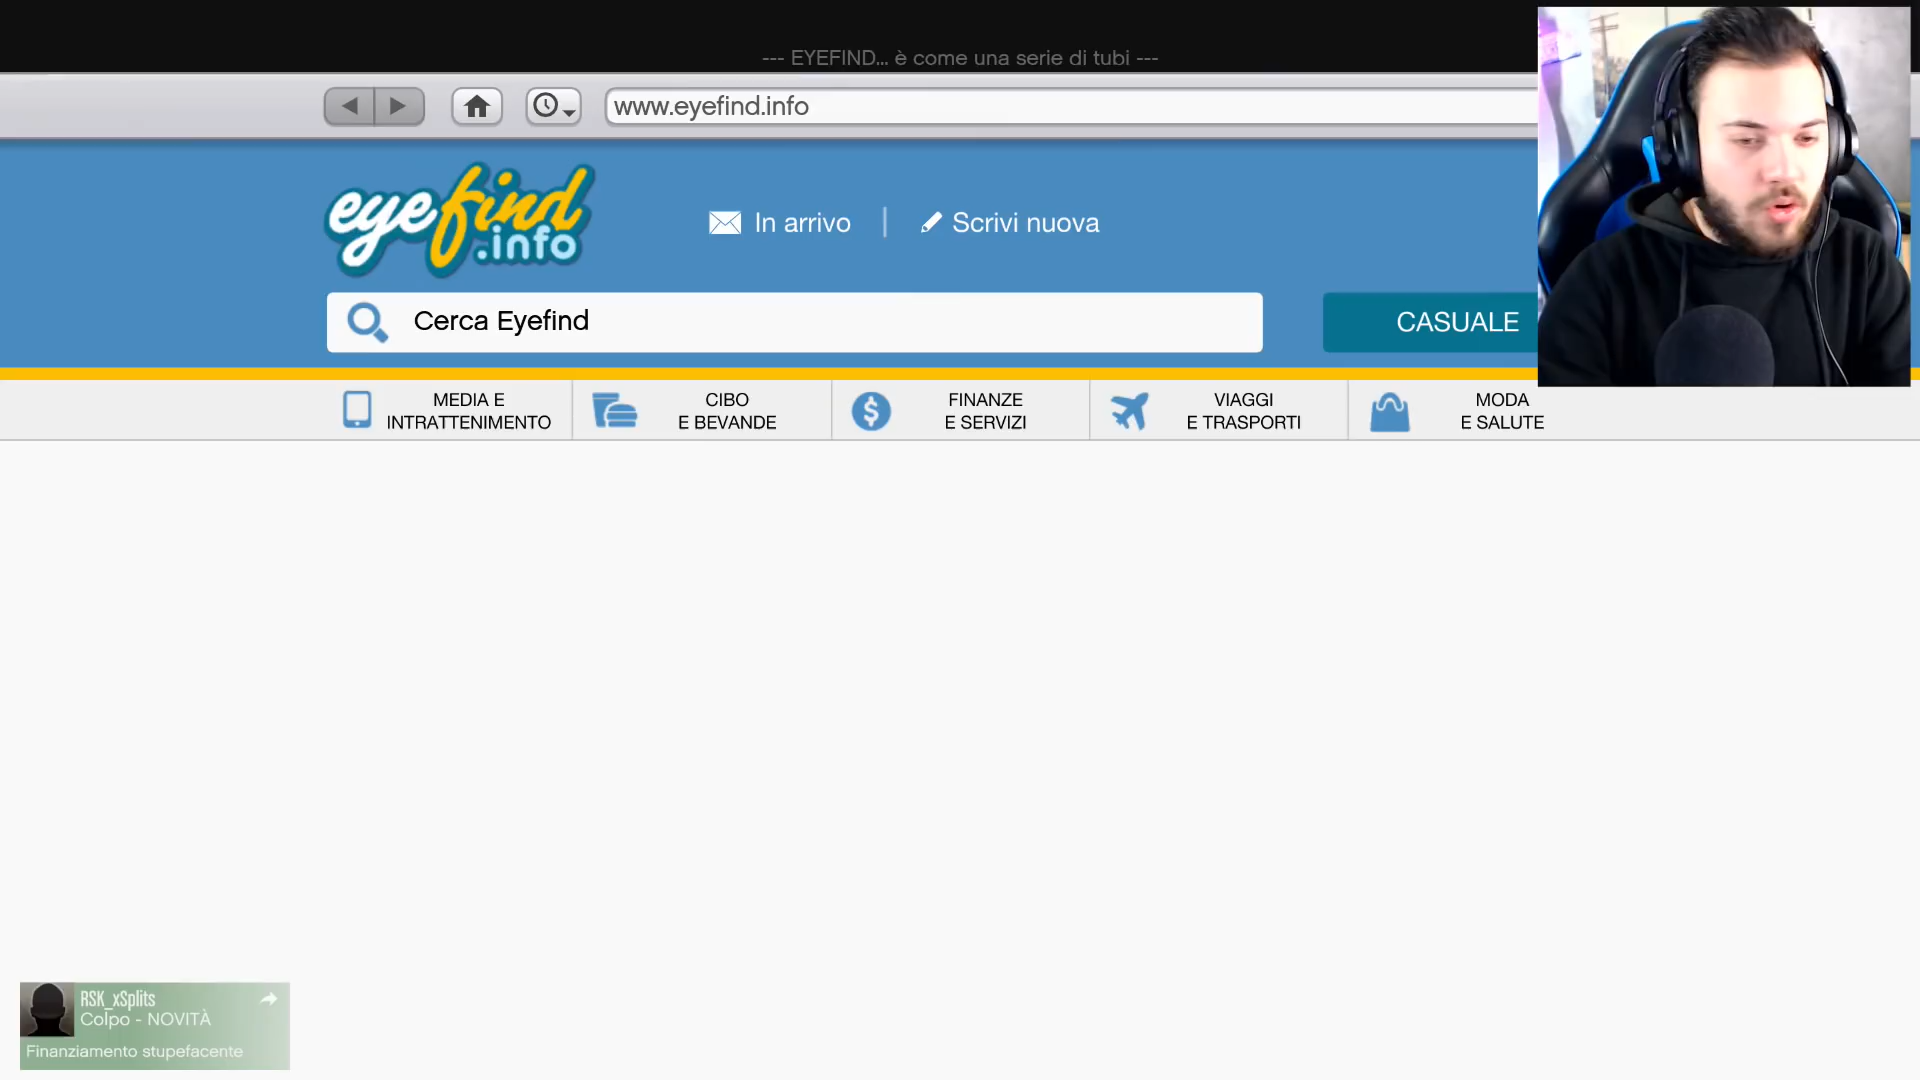 --- EYEFIND... è come una serie di tubi ---
www.eyefind.info
eyefind
.info
In arrivo | Scrivi nuova
Cerca Eyefind
CASUALE
MEDIA E
INTRATTENIMENTO
CIBO
E BEVANDE
FINANZE
E SERVIZI
VIAGGI
E TRASPORTI
MODA
E SALUTE
RSK_xSplits
Colpo - NOVITÀ
Finanziamento stupefacente